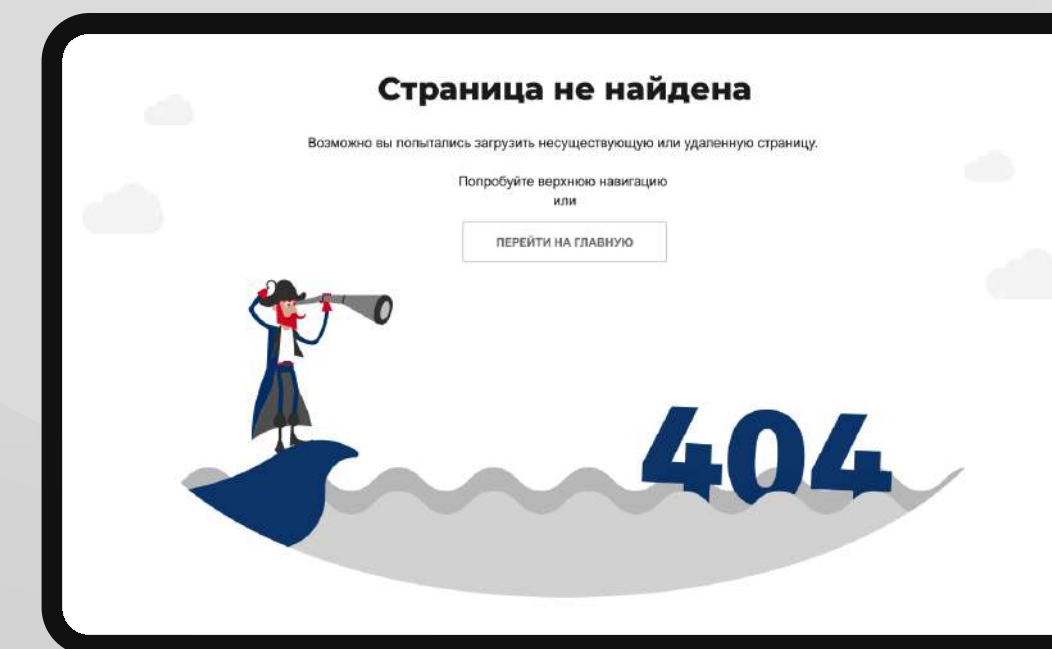 Страница не найдена
Возможно вы попытались загрузить несуществующую или удаленную страницу.
Попробуйте верхнюю навигацию
или
ПЕРЕЙТИ НА ГЛАВНУЮ
404